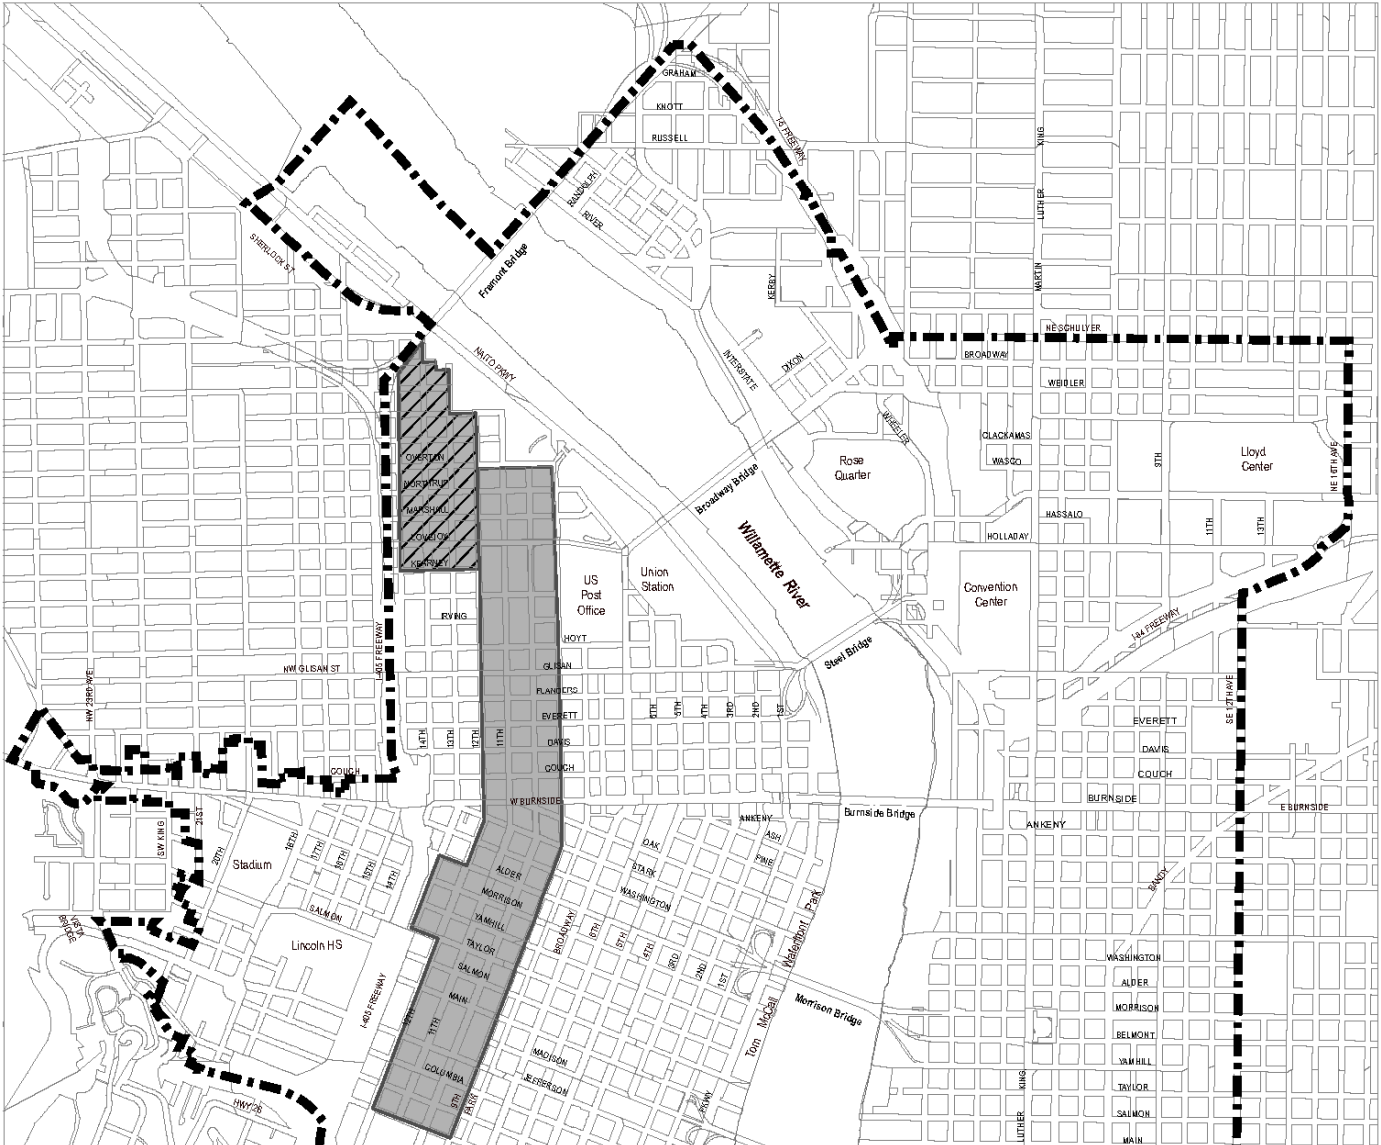 GRAHAM
KNOTT
RUSSELL
I-5 FREEWAY
KING
LUTHER
MARTIN
RANDOLPH
RIVER
SHERLOCK ST
Fremont Bridge
KERBY
NE SCHULYER
BROADWAY
WEIDLER
NAITO PKWY
INTERSTATE
DIXON
WHEELER
CLACKAMAS
WASCO
9TH
Lloyd
Center
NE 16TH AVE
OVERTON
NORTHRUP
MARSHALL
LOVEJOY
KEARNEY
Rose
Quarter
Broadway Bridge
HASSALO
11TH
13TH
HOLLADAY
Willamette River
US
Post
Office
Union
Station
Convention
Center
IRVING
HOYT
I-405 FREEWAY
NW GLISAN ST
GLISAN
Steel Bridge
I-84 FREEWAY
NW 23RD AVE
FLANDERS
EVERETT
DAVIS
COUCH
14TH
13TH
12TH
11TH
6TH
5TH
4TH
3RD
2ND
1ST
SE 12TH AVE
EVERETT
DAVIS
COUCH
COUCH
W BURNSIDE
BURNSIDE
E BURNSIDE
Burnside Bridge
ANKENY
ANKENY
SW KING
21ST
20TH
Stadium
18TH
17TH
16TH
15TH
14TH
OAK
ASH
PINE
STARK
WASHINGTON
ALDER
MORRISON
YAMHILL
TAYLOR
SALMON
MAIN
SANDY
SALMON
VISTA
BRIDGE
Lincoln HS
BROADWAY
6TH
5TH
4TH
3RD
2ND
1ST
Tom McCall Waterfront Park
Morrison Bridge
I-405 FREEWAY
12TH
11TH
COLUMBIA
9TH
PARK
MADISON
JEFFERSON
PKWY
HWY 26
WASHINGTON
ALDER
MORRISON
BELMONT
YAMHILL
TAYLOR
SALMON
MAIN
KING
LUTHER